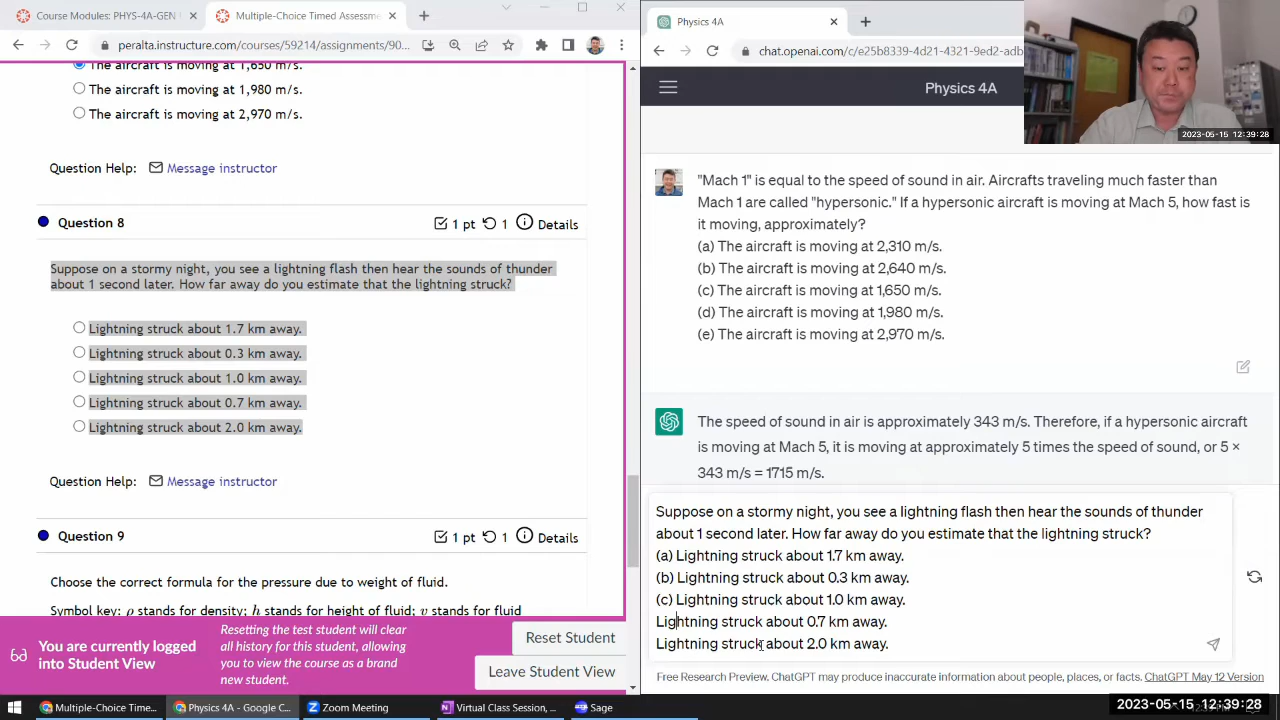 Course Modules: PHYS-4A-GEN
Multiple-Choice Timed Assessme
peralta.instructure.com/courses/59214/assignments/90...
The aircraft is moving at 1,650 m/s.
The aircraft is moving at 1,980 m/s.
The aircraft is moving at 2,970 m/s.
Question Help: Message instructor
Question 8
1 pt 1 Details
Suppose on a stormy night, you see a lightning flash then hear the sounds of thunder
about 1 second later. How far away do you estimate that the lightning struck?
Lightning struck about 1.7 km away.
Lightning struck about 0.3 km away.
Lightning struck about 1.0 km away.
Lightning struck about 0.7 km away.
Lightning struck about 2.0 km away.
Question Help: Message instructor
Question 9
1 pt 1 Details
Choose the correct formula for the pressure due to weight of fluid.
Symbol key: ρ stands for density; h stands for height of fluid; v stands for fluid
You are currently logged
into Student View
Resetting the test student will clear
all history for this student, allowing
you to view the course as a brand
new student.
Reset Student
Leave Student View
Physics 4A
chat.openai.com/c/e25b8339-4d21-4321-9ed2-adb
Physics 4A
2023-05-15 12:39:28
"Mach 1" is equal to the speed of sound in air. Aircrafts traveling much faster than
Mach 1 are called "hypersonic." If a hypersonic aircraft is moving at Mach 5, how fast is
it moving, approximately?
(a) The aircraft is moving at 2,310 m/s.
(b) The aircraft is moving at 2,640 m/s.
(c) The aircraft is moving at 1,650 m/s.
(d) The aircraft is moving at 1,980 m/s.
(e) The aircraft is moving at 2,970 m/s.
The speed of sound in air is approximately 343 m/s. Therefore, if a hypersonic aircraft
is moving at Mach 5, it is moving at approximately 5 times the speed of sound, or 5 ×
343 m/s = 1715 m/s.
Suppose on a stormy night, you see a lightning flash then hear the sounds of thunder
about 1 second later. How far away do you estimate that the lightning struck?
(a) Lightning struck about 1.7 km away.
(b) Lightning struck about 0.3 km away.
(c) Lightning struck about 1.0 km away.
Lightning struck about 0.7 km away.
Lightning struck about 2.0 km away.
Free Research Preview. ChatGPT may produce inaccurate information about people, places, or facts. ChatGPT May 12 Version
Multiple-Choice Time...
Physics 4A - Google C...
Zoom Meeting
Virtual Class Session, ...
Sage
2023-05-15 12:39:28